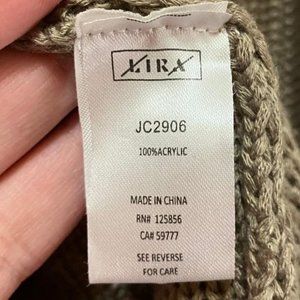 LIRA
JC2906
100%ACRYLIC
MADE IN CHINA
RN# 125856
CA# 59777
SEE REVERSE
FOR CARE